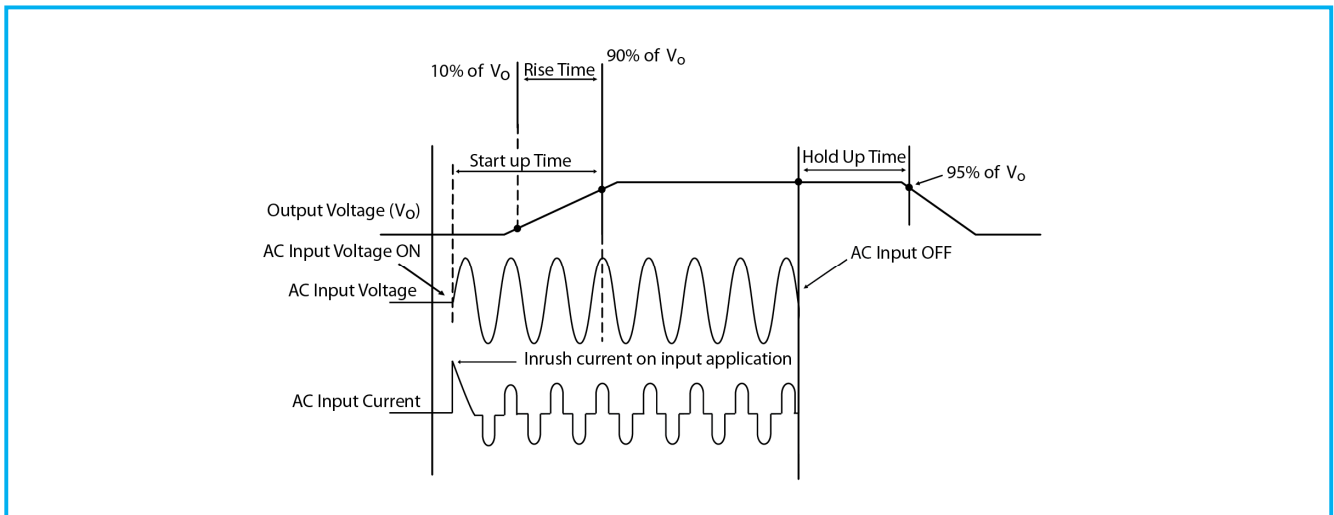 90% of Vo
10% of Vo
Rise Time
Start up Time
Hold Up Time
95% of Vo
Output Voltage (Vo)
AC Input Voltage ON
AC Input OFF
AC Input Voltage
Inrush current on input application
AC Input Current